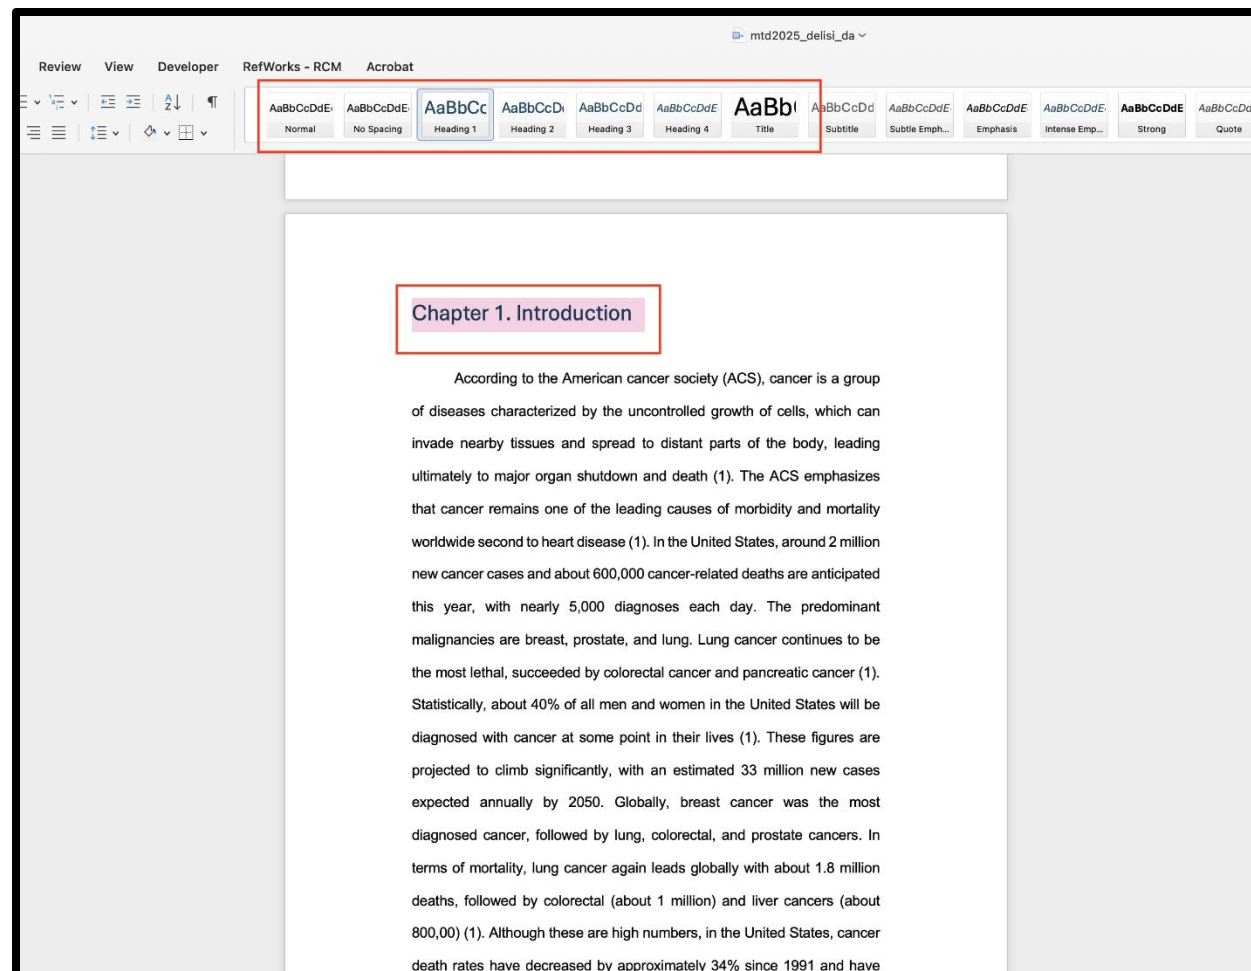 mtd2025_delisi_da
Review View Developer RefWorks - RCM Acrobat
AaBbCcDdE AaBbCcDdE AaBbCc AaBbCcD AaBbCcDd AaBbCcDdE AaBb AaBbCcDd AaBbCcDdE AaBbCcDdE AaBbCcDdE AaBbCcDdE AaBbCcDd
Normal No Spacing Heading 1 Heading 2 Heading 3 Heading 4 Title Subtitle Subtle Emph... Emphasis Intense Emp... Strong Quote
Chapter 1. Introduction
According to the American cancer society (ACS), cancer is a group
of diseases characterized by the uncontrolled growth of cells, which can
invade nearby tissues and spread to distant parts of the body, leading
ultimately to major organ shutdown and death (1). The ACS emphasizes
that cancer remains one of the leading causes of morbidity and mortality
worldwide second to heart disease (1). In the United States, around 2 million
new cancer cases and about 600,000 cancer-related deaths are anticipated
this year, with nearly 5,000 diagnoses each day. The predominant
malignancies are breast, prostate, and lung. Lung cancer continues to be
the most lethal, succeeded by colorectal cancer and pancreatic cancer (1).
Statistically, about 40% of all men and women in the United States will be
diagnosed with cancer at some point in their lives (1). These figures are
projected to climb significantly, with an estimated 33 million new cases
expected annually by 2050. Globally, breast cancer was the most
diagnosed cancer, followed by lung, colorectal, and prostate cancers. In
terms of mortality, lung cancer again leads globally with about 1.8 million
deaths, followed by colorectal (about 1 million) and liver cancers (about
800,00) (1). Although these are high numbers, in the United States, cancer
death rates have decreased by approximately 34% since 1991 and have